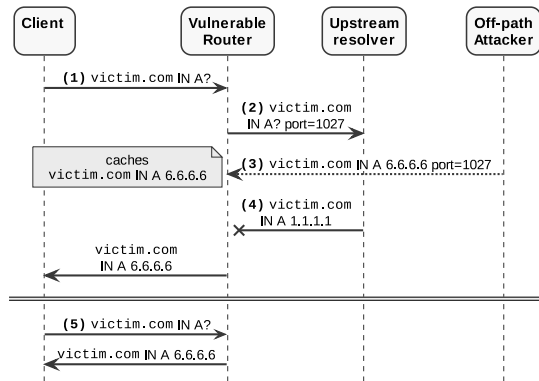 Client
Vulnerable
Router
Upstream
resolver
Off-path
Attacker
(1) victim.com IN A?
(2) victim.com
IN A? port=1027
caches
victim.com IN A 6.6.6.6
(3) victim.com IN A 6.6.6.6 port=1027
(4) victim.com
IN A 1.1.1.1
victim.com
IN A 6.6.6.6
(5) victim.com IN A?
victim.com IN A 6.6.6.6